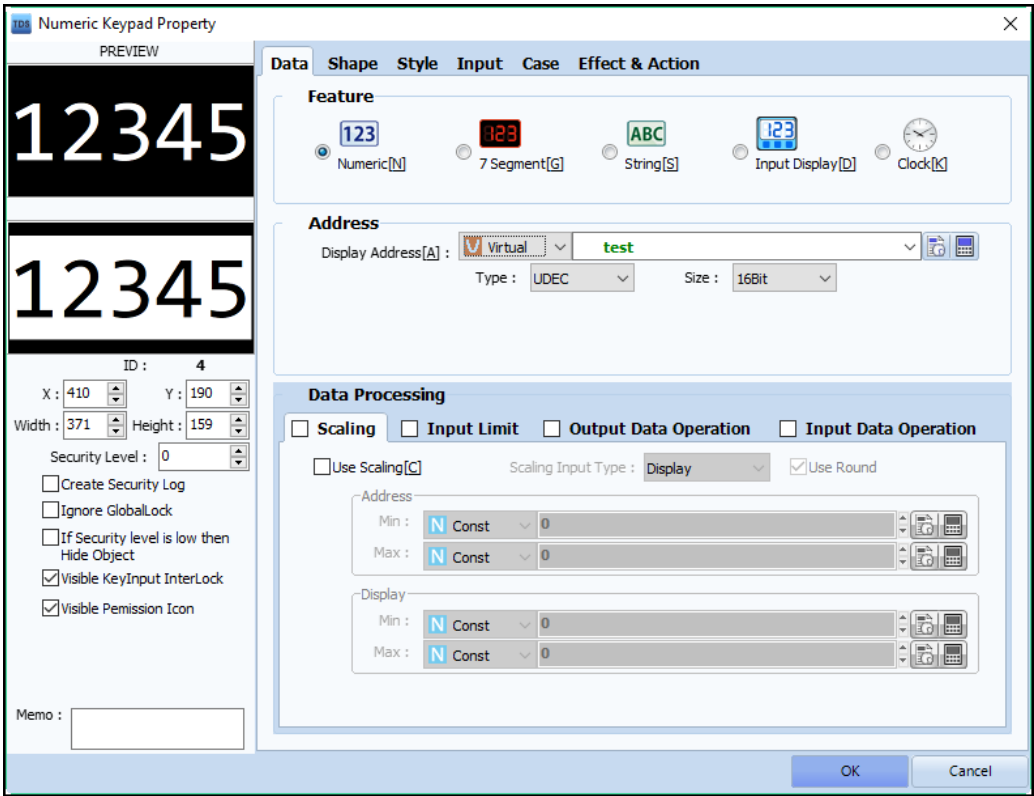 TDS Numeric Keypad Property
PREVIEW
12345
12345
ID : 4
X : 410 Y : 190
Width : 371 Height : 159
Security Level : 0
Create Security Log
Ignore GlobalLock
If Security level is low then
Hide Object
Visible KeyInput InterLock
Visible Pemission Icon
Memo :
Data Shape Style Input Case Effect & Action
Feature
123 123 ABC 123
Numeric[N] 7 Segment[G] String[S] Input Display[D] Clock[K]
Address
Display Address[A] : V Virtual test
Type : UDEC Size : 16Bit
Data Processing
Scaling Input Limit Output Data Operation Input Data Operation
Use Scaling[C] Scaling Input Type : Display Use Round
Address
Min : N Const 0
Max : N Const 0
Display
Min : N Const 0
Max : N Const 0
OK Cancel